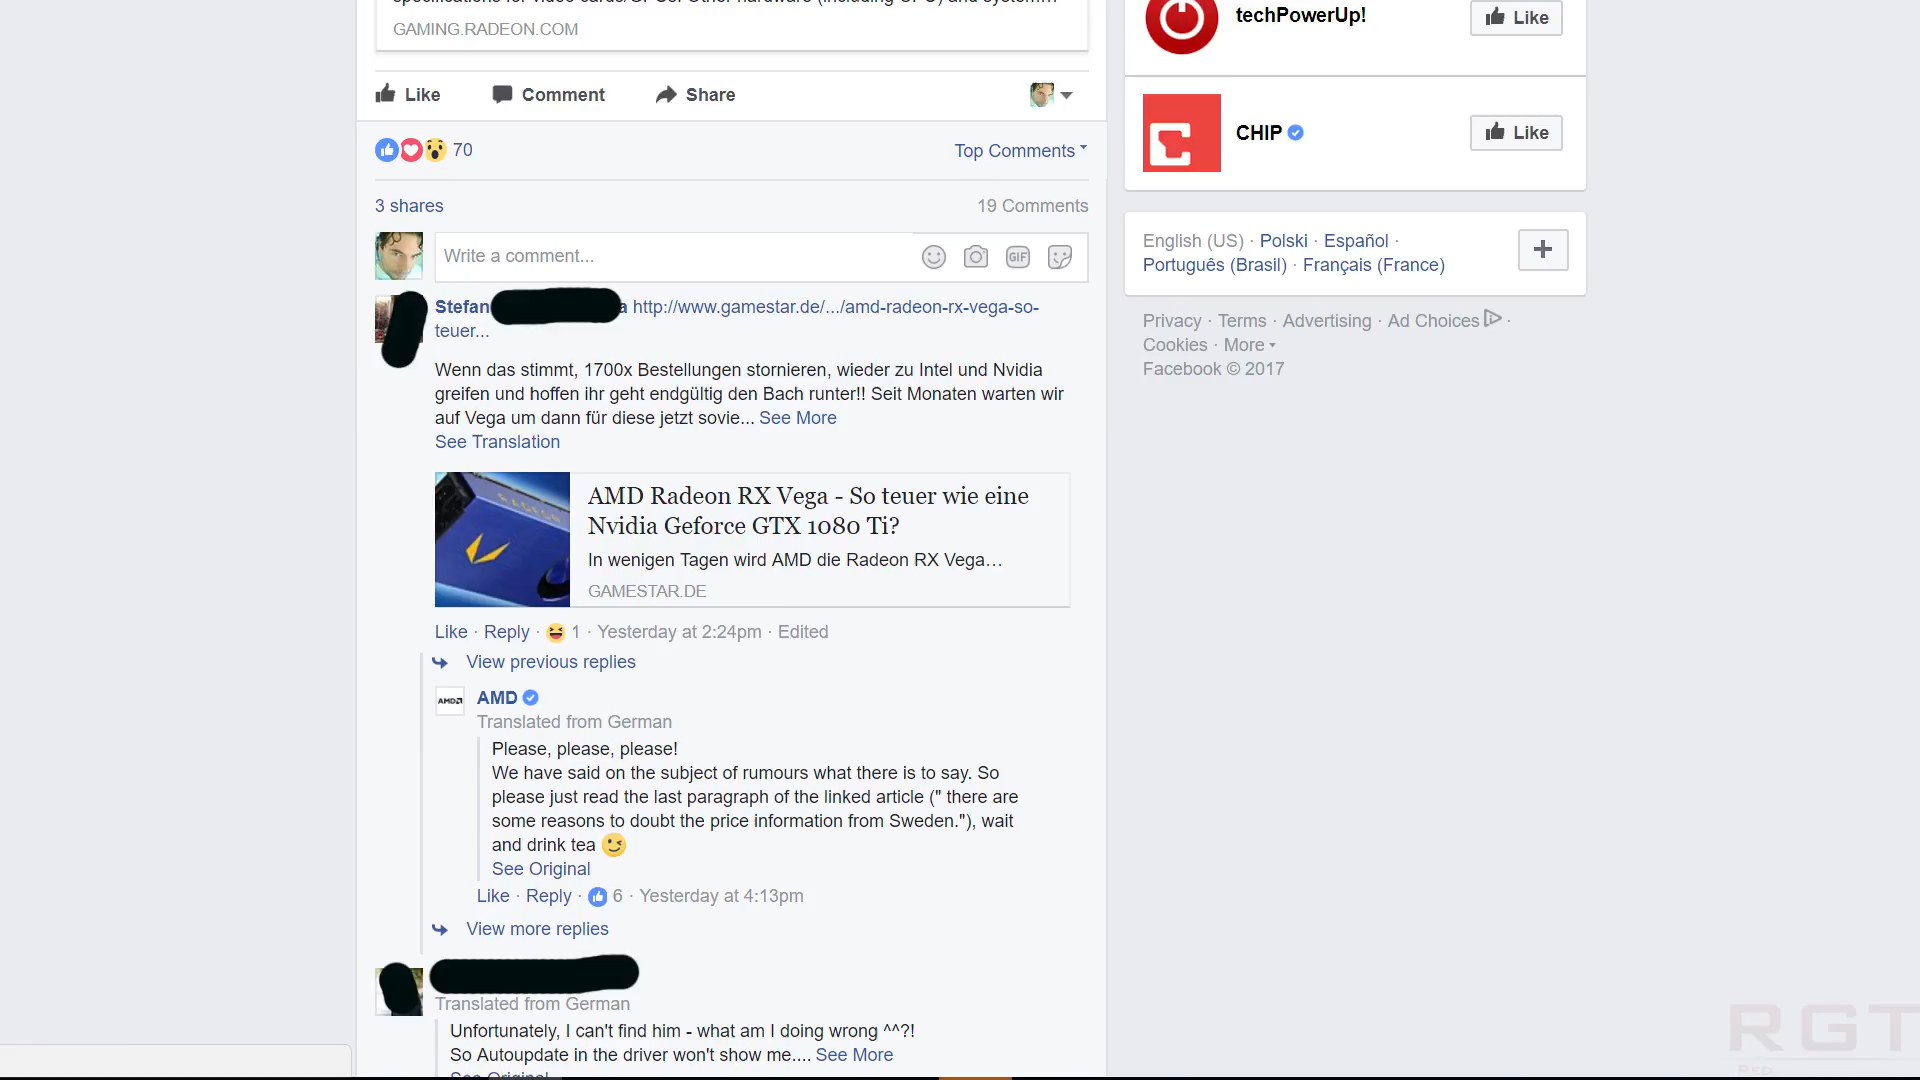 GAMING.RADEON.COM
Like Comment Share
70 Top Comments
3 shares 19 Comments
Write a comment...
GIF
Stefan a http://www.gamestar.de/.../amd-radeon-rx-vega-so-
teuer...
Wenn das stimmt, 1700x Bestellungen stornieren, wieder zu Intel und Nvidia
greifen und hoffen ihr geht endgültig den Bach runter!! Seit Monaten warten wir
auf Vega um dann für diese jetzt sovie... See More
See Translation
RADEON
AMD Radeon RX Vega - So teuer wie eine
Nvidia Geforce GTX 1080 Ti?
In wenigen Tagen wird AMD die Radeon RX Vega...
GAMESTAR.DE
Like · Reply · 1 · Yesterday at 2:24pm · Edited
View previous replies
AMD
AMD
Translated from German
Please, please, please!
We have said on the subject of rumours what there is to say. So
please just read the last paragraph of the linked article (" there are
some reasons to doubt the price information from Sweden."), wait
and drink tea
See Original
Like · Reply · 6 · Yesterday at 4:13pm
View more replies
Translated from German
Unfortunately, I can't find him - what am I doing wrong ^^?!
So Autoupdate in the driver won't show me.... See More
See Original
techPowerUp! Like
CHIP Like
English (US) · Polski · Español ·
Português (Brasil) · Français (France)
Privacy · Terms · Advertising · Ad Choices ·
Cookies · More
Facebook © 2017
RGT